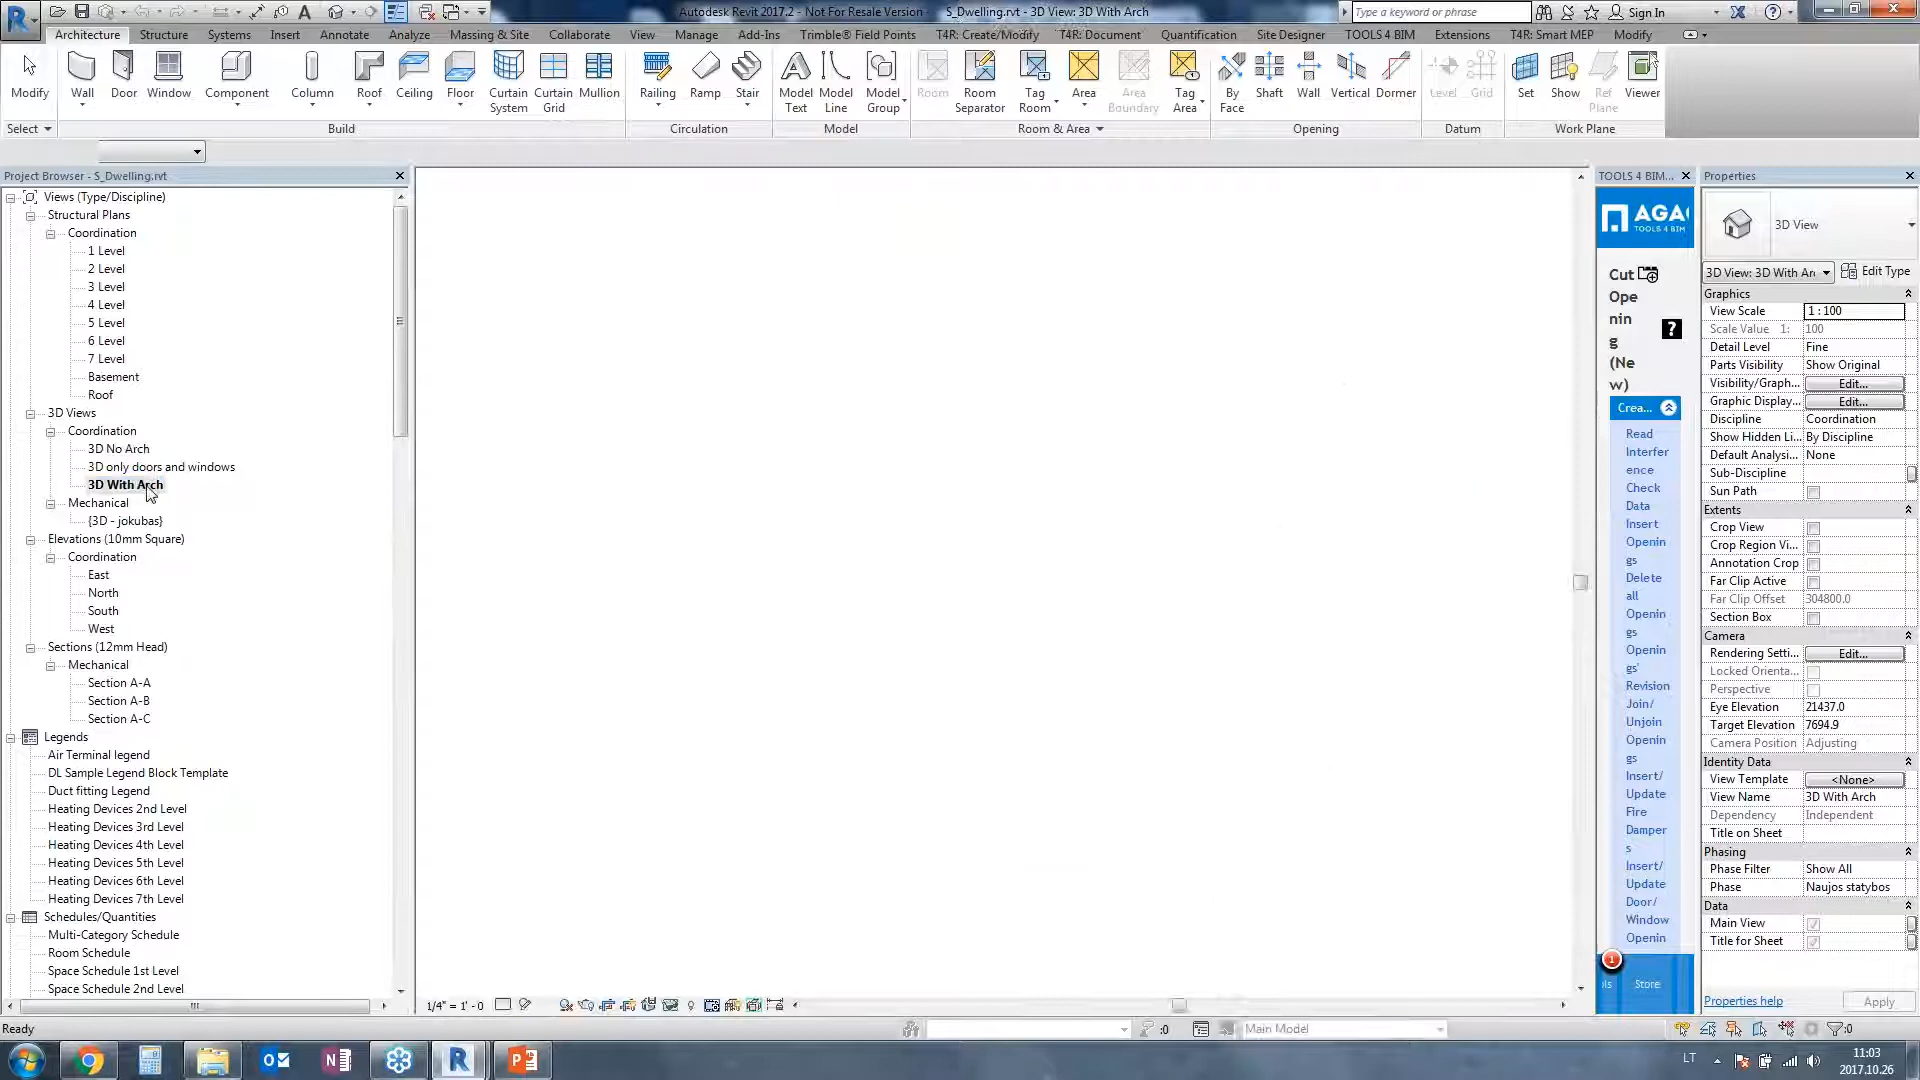 Autodesk Revit 2017.2 - Not For Resale Version - S_Dwelling.rvt - 3D View: 3D With Arch
Type a keyword or phrase
Sign In
Architecture Structure Systems Insert Annotate Analyze Massing & Site Collaborate View Manage Add-Ins Trimble® Field Points T4R: Create/Modify T4R: Document Quantification Site Designer TOOLS 4 BIM Extensions T4R: Smart MEP Modify
Modify Wall Door Window Component Column Roof Ceiling Floor Curtain System Curtain Grid Mullion Railing Ramp Stair Model Text Model Line Model Group Room Room Separator Tag Room Area Area Boundary Tag Area By Face Shaft Wall Vertical Dormer Level Grid Set Show Ref Plane Viewer
Select Build Circulation Model Room & Area Opening Datum Work Plane
Project Browser - S_Dwelling.rvt
Views (Type/Discipline)
Structural Plans
Coordination
1 Level
2 Level
3 Level
4 Level
5 Level
6 Level
7 Level
Basement
Roof
3D Views
Coordination
3D No Arch
3D only doors and windows
3D With Arch
Mechanical
{3D - jokubas}
Elevations (10mm Square)
Coordination
East
North
South
West
Sections (12mm Head)
Mechanical
Section A-A
Section A-B
Section A-C
Legends
Air Terminal legend
DL Sample Legend Block Template
Duct fitting Legend
Heating Devices 2nd Level
Heating Devices 3rd Level
Heating Devices 4th Level
Heating Devices 5th Level
Heating Devices 6th Level
Heating Devices 7th Level
Schedules/Quantities
Multi-Category Schedule
Room Schedule
Space Schedule 1st Level
Space Schedule 2nd Level
1/4" = 1'-0
TOOLS 4 BIM...
AGA
TOOLS 4 BIM
Cut
Ope
nin
g
(Ne
w)
?
Crea...
Read
Interfer
ence
Check
Data
Insert
Openin
gs
Delete
all
Openin
gs
Openin
gs'
Revision
Join/
Unjoin
Openin
gs
Insert/
Update
Fire
Damper
s
Insert/
Update
Door/
Window
Openin
1
ls Store
Properties
3D View
3D View: 3D With Arc Edit Type
Graphics
View Scale 1 : 100
Scale Value 1: 100
Detail Level Fine
Parts Visibility Show Original
Visibility/Graph... Edit...
Graphic Display... Edit...
Discipline Coordination
Show Hidden Li... By Discipline
Default Analysi... None
Sub-Discipline
Sun Path
Extents
Crop View
Crop Region Vi...
Annotation Crop
Far Clip Active
Far Clip Offset 304800.0
Section Box
Camera
Rendering Setti... Edit...
Locked Orienta...
Perspective
Eye Elevation 21437.0
Target Elevation 7694.9
Camera Position Adjusting
Identity Data
View Template <None>
View Name 3D With Arch
Dependency Independent
Title on Sheet
Phasing
Phase Filter Show All
Phase Naujos statybos
Data
Main View
Title for Sheet
Properties help Apply
Ready
:0
Main Model
:0
LT
11:03
2017.10.26